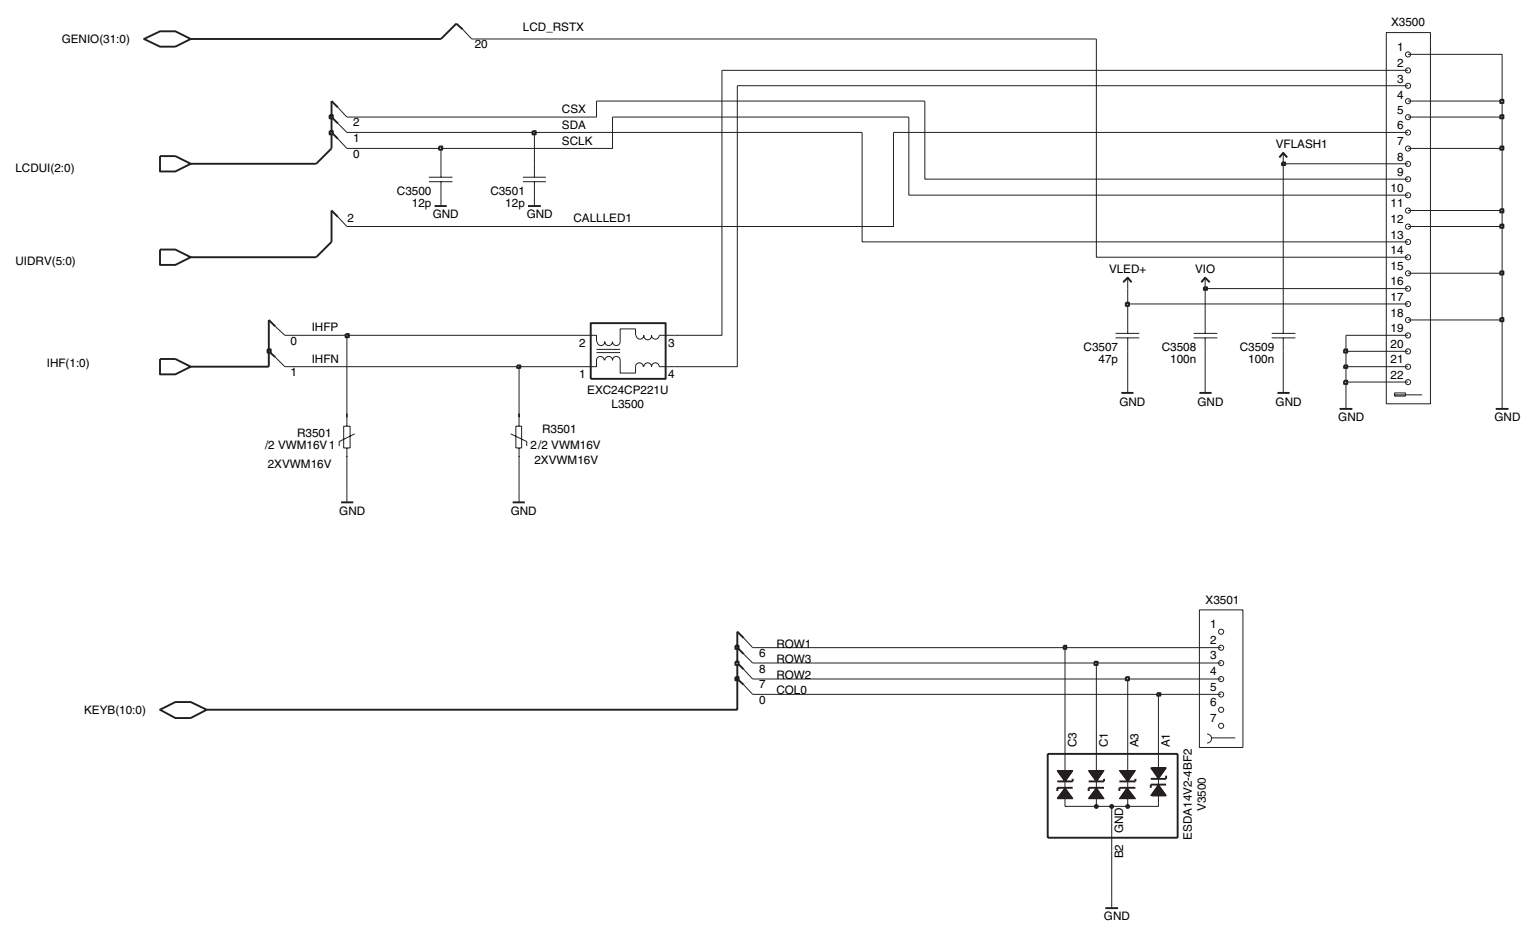 X3500
GENIO(31:0)
20
LCD_RSTX
LCDUI(2:0)
2
1
0
CSX
SDA
SCLK
C3500
12p
GND
C3501
12p
GND
UIDRV(5:0)
2
CALLLED1
IHF(1:0)
0
1
IHFP
IHFN
2
1
3
4
EXC24CP221U
L3500
R3501
/2 VWM16V 1
2XVWM16V
GND
R3501
2/2 VWM16V
2XVWM16V
GND
VFLASH1
VLED+
VIO
C3507
47p
GND
C3508
100n
GND
C3509
100n
GND
1
2
3
4
5
6
7
8
9
10
11
12
13
14
15
16
17
18
19
20
21
22
GND
GND
X3501
KEYB(10:0)
6
8
7
0
ROW1
ROW3
ROW2
COL0
1
2
3
4
5
6
7
C3
C1
A3
A1
ESDA14V2-4BF2
V3500
GND
B2
GND